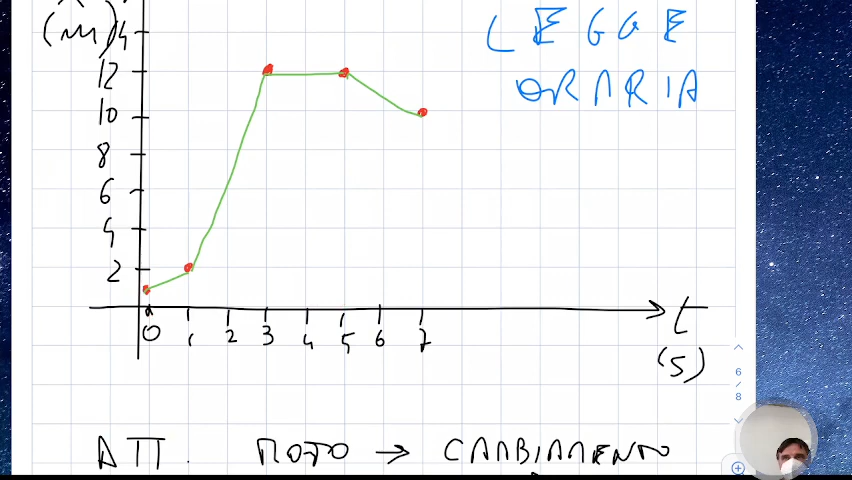 (m) 14
LEGGE
12
ORARIA
10
8
6
4
2
0 1 2 3 4 5 6 7
t
(s)
6
/
8
ATT. MOTO → CAMBIAMENTO